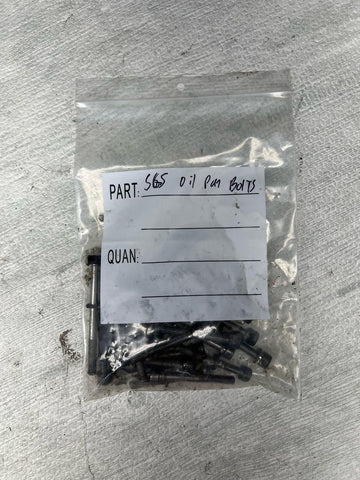 PART: S65 Oil Pan BOLTS
QUAN: